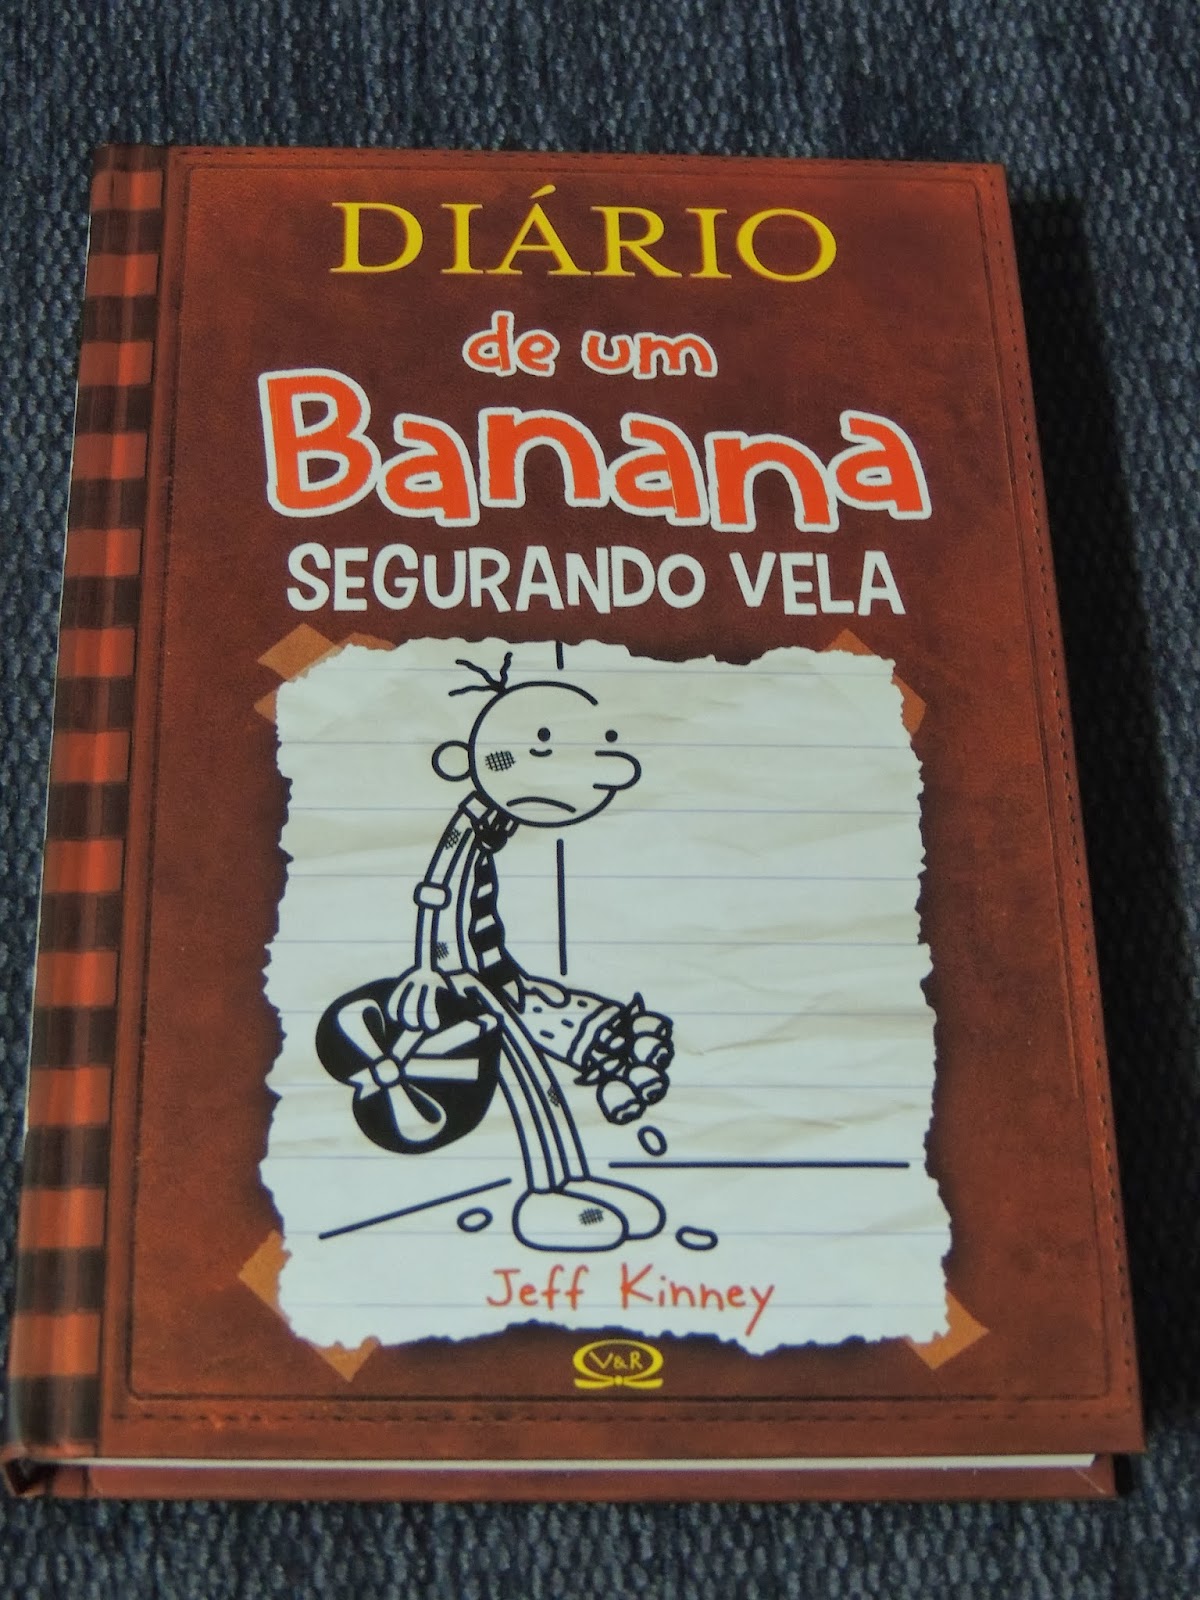 DIÁRIO
de um
Banana
SEGURANDO VELA
Jeff Kinney
V&R